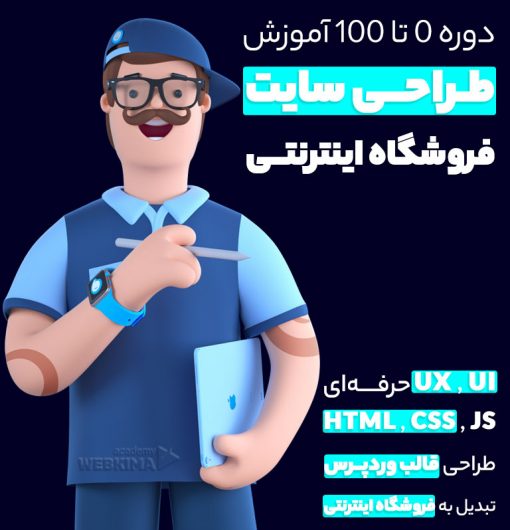 دوره 0 تا 100 آموزش
طراحی سایت
فروشگاه اینترنتی
UX , UI حرفه‌ای
HTML , CSS , JS
طراحی قالب وردپرس
تبدیل به فروشگاه اینترنتی
academy
WEBKIMA